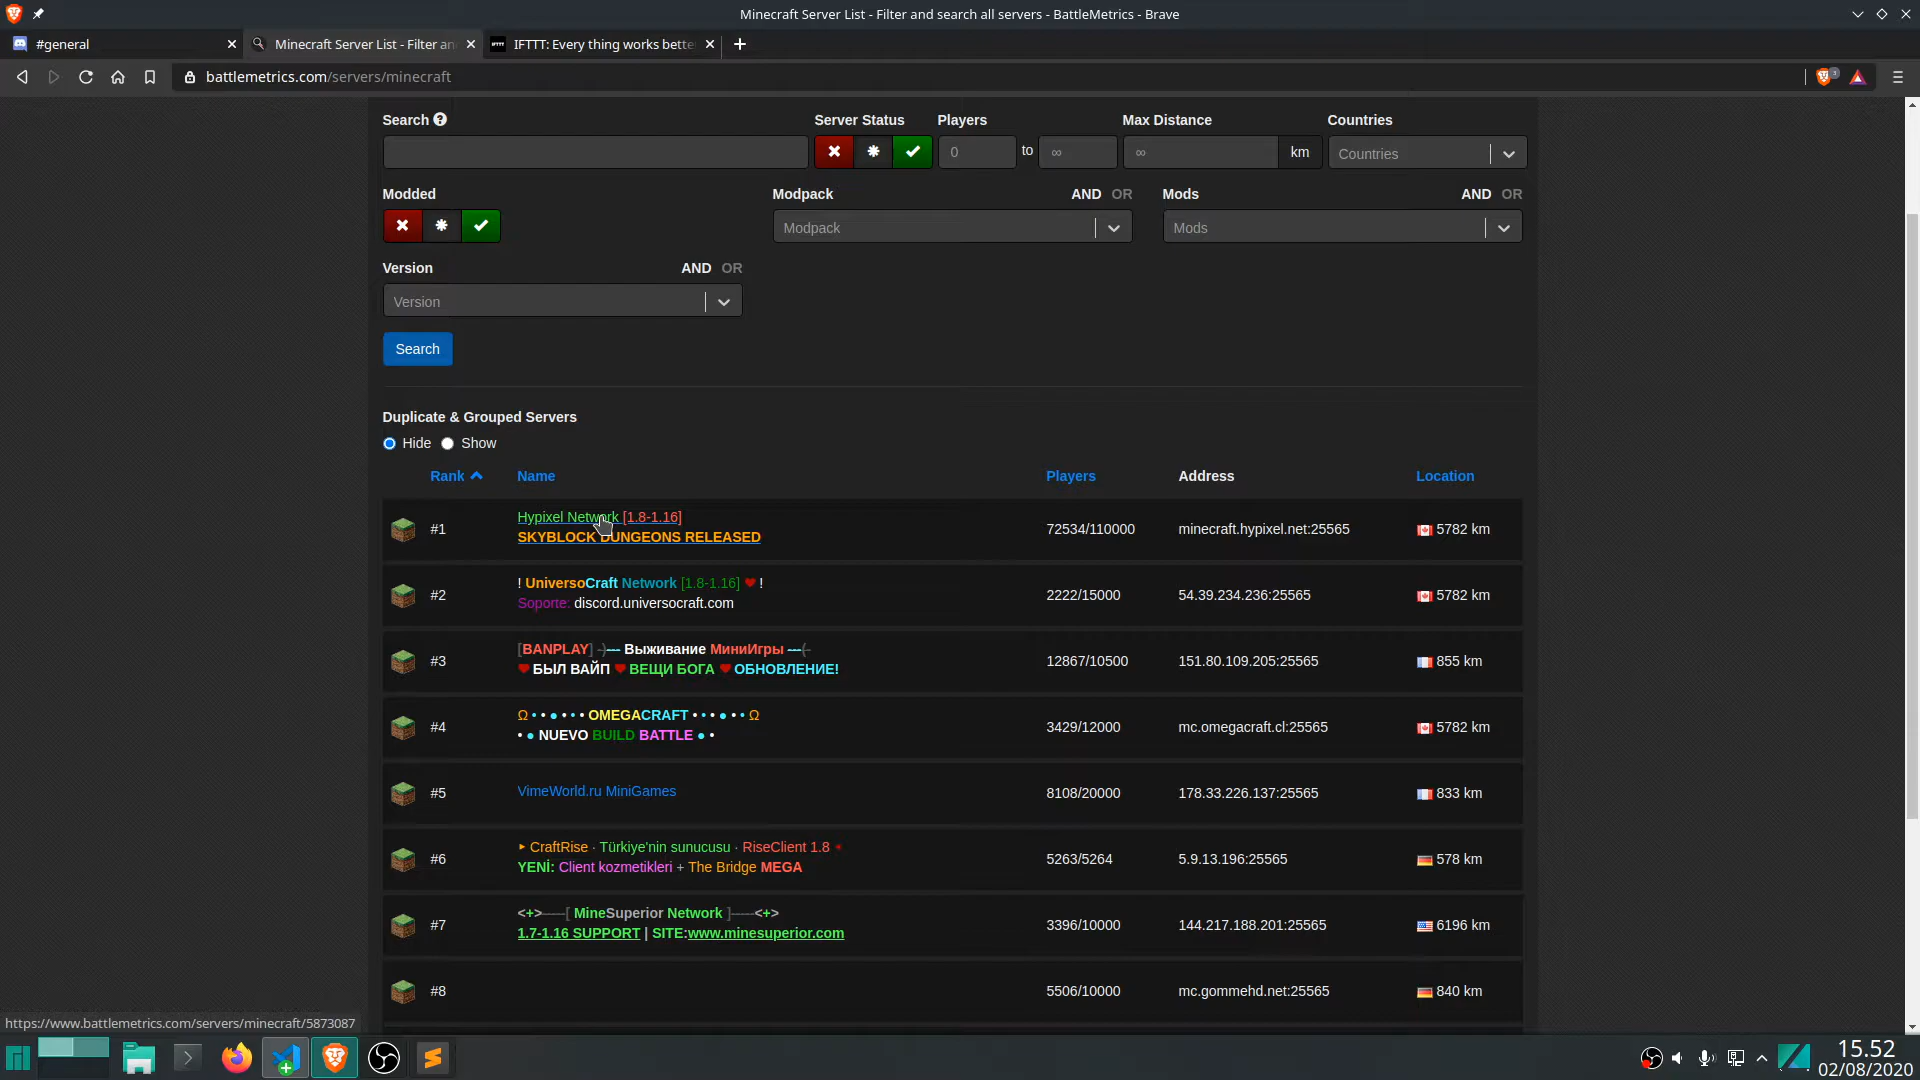 Minecraft Server List - Filter and search all servers - BattleMetrics - Brave
#general
Minecraft Server List - Filter an
IFTTT: Every thing works bette
battlemetrics.com/servers/minecraft
3
Search
Server Status
Players
Max Distance
Countries
0
to
∞
∞
km
Countries
Modded
Modpack
AND OR
Mods
AND OR
Modpack
Mods
Version
AND OR
Version
Search
Duplicate & Grouped Servers
Hide
Show
Rank
Name
Players
Address
Location
#1
Hypixel Network [1.8-1.16]
SKYBLOCK DUNGEONS RELEASED
72534/110000
minecraft.hypixel.net:25565
5782 km
#2
! UniversoCraft Network [1.8-1.16] ❤ !
Soporte: discord.universocraft.com
2222/15000
54.39.234.236:25565
5782 km
#3
[BANPLAY] -)--- Выживание МиниИгры ---(-
❤ БЫЛ ВАЙП ❤ ВЕЩИ БОГА ❤ ОБНОВЛЕНИЕ!
12867/10500
151.80.109.205:25565
855 km
#4
Ω • • ● • • • OMEGACRAFT • • • ● • • Ω
• ● NUEVO BUILD BATTLE ● •
3429/12000
mc.omegacraft.cl:25565
5782 km
#5
VimeWorld.ru MiniGames
8108/20000
178.33.226.137:25565
833 km
#6
‣ CraftRise · Türkiye'nin sunucusu · RiseClient 1.8
YENİ: Client kozmetikleri + The Bridge MEGA
5263/5264
5.9.13.196:25565
578 km
#7
<+>-----[ MineSuperior Network ]-----<+>
1.7-1.16 SUPPORT | SITE:www.minesuperior.com
3396/10000
144.217.188.201:25565
6196 km
#8
5506/10000
mc.gommehd.net:25565
840 km
https://www.battlemetrics.com/servers/minecraft/5873087
15.52
02/08/2020